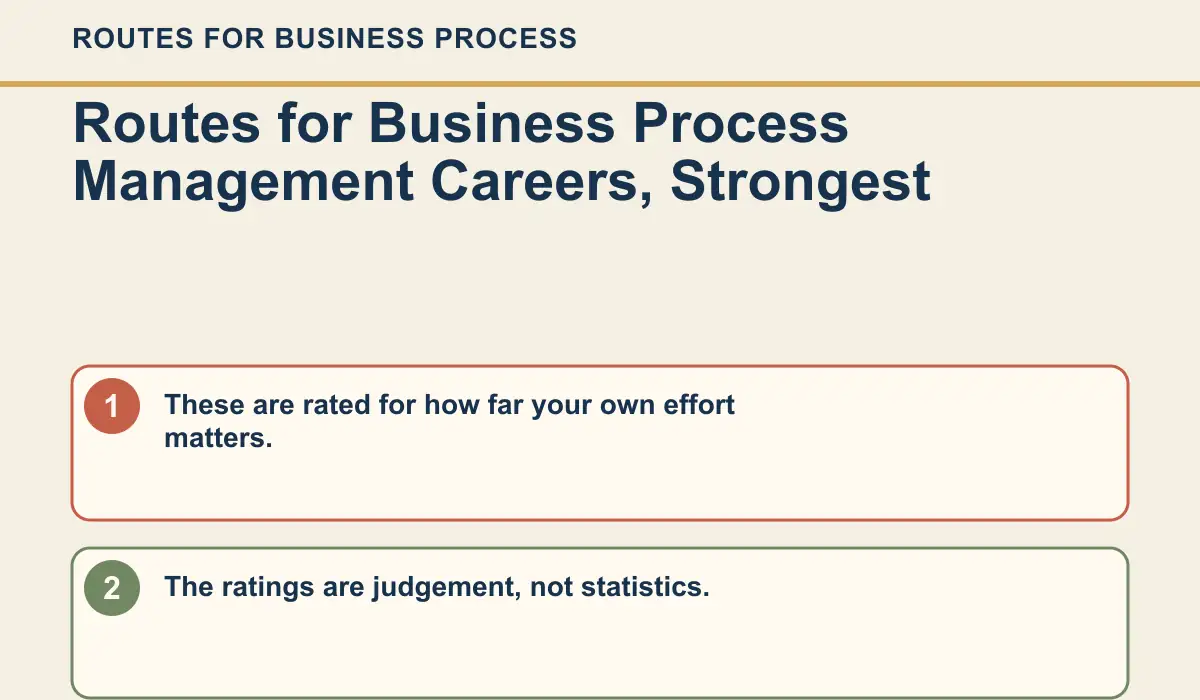 ROUTES FOR BUSINESS PROCESS
Routes for Business Process
Management Careers, Strongest
1
These are rated for how far your own effort
matters.
2
The ratings are judgement, not statistics.